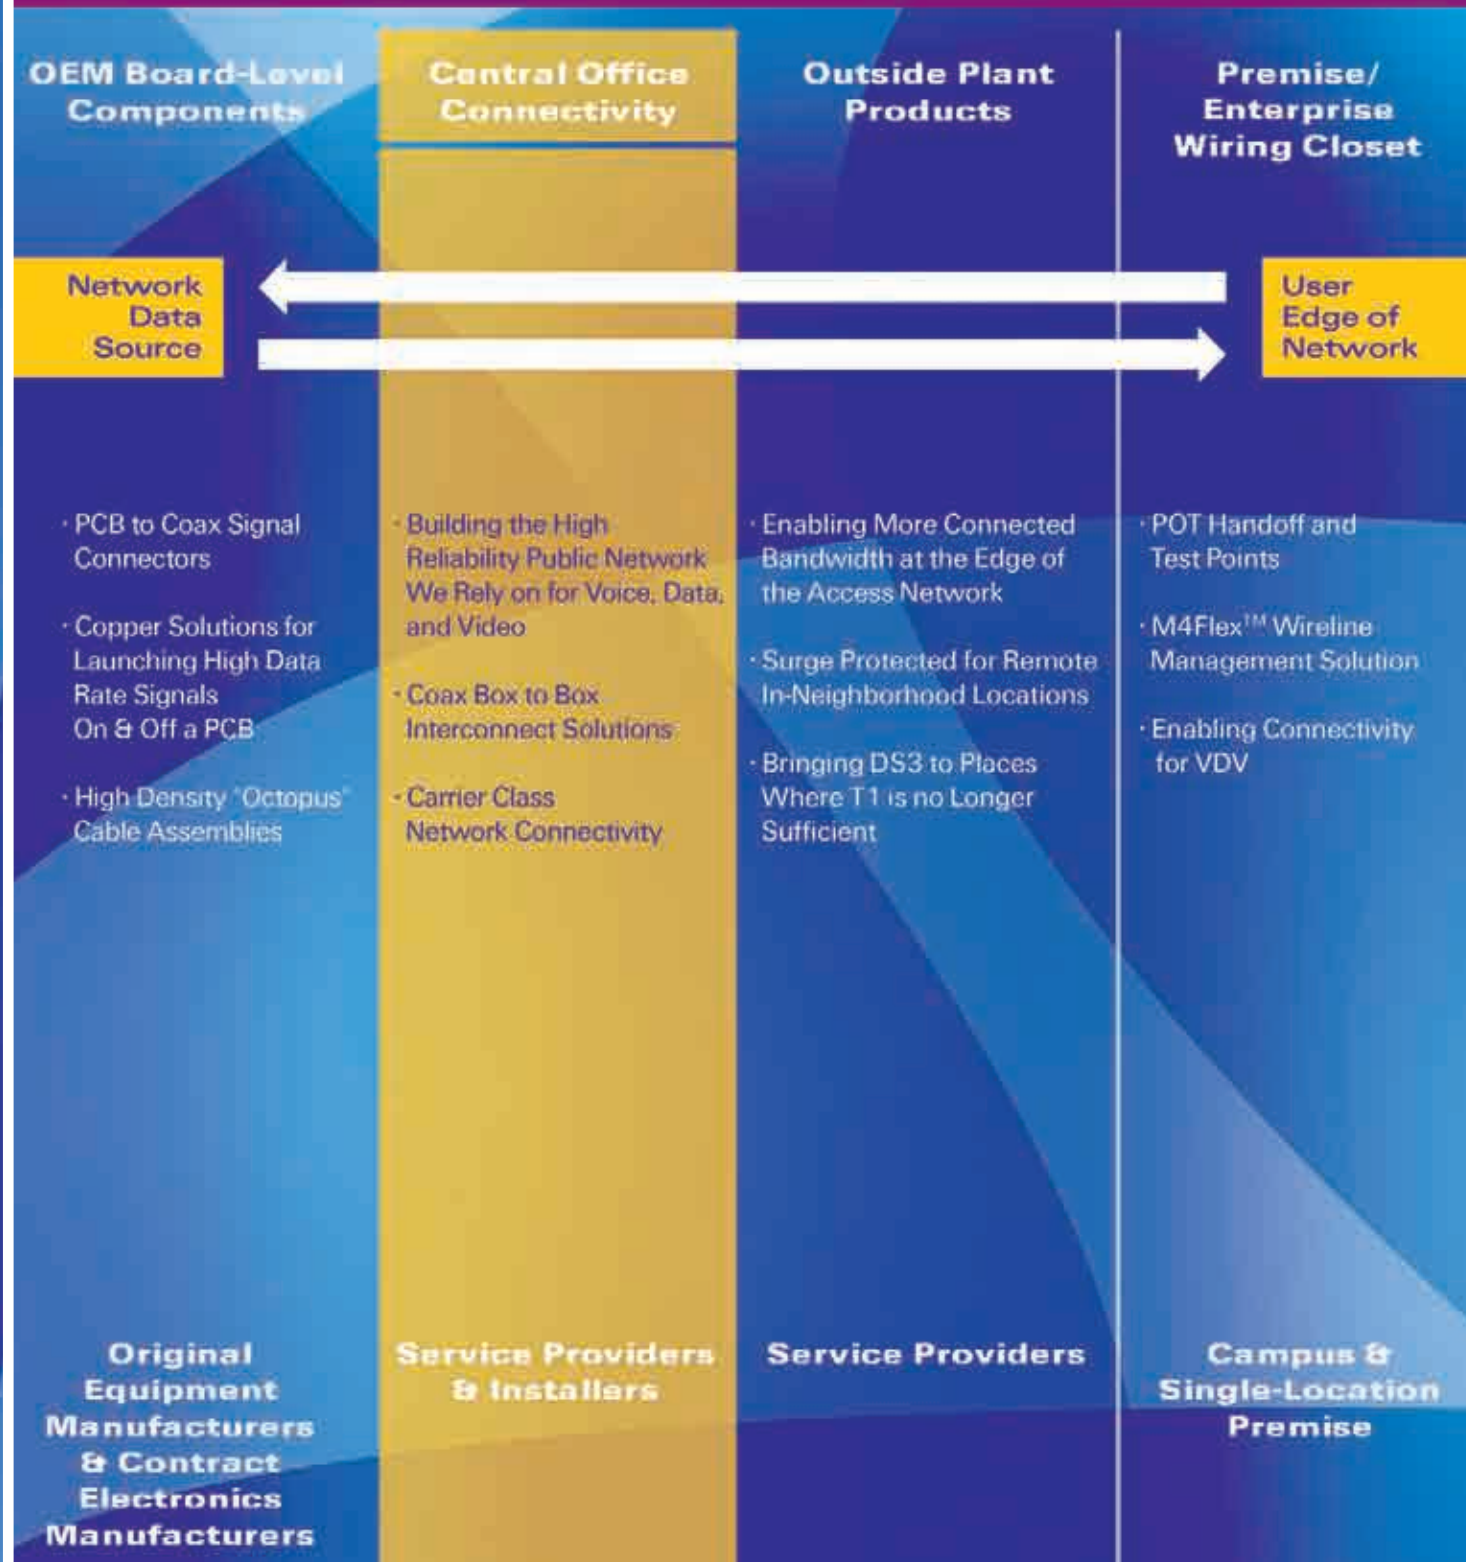 OEM Board-Level
Components
Central Office
Connectivity
Outside Plant
Products
Premise/
Enterprise
Wiring Closet
Network
Data
Source
User
Edge of
Network
· PCB to Coax Signal
Connectors
· Copper Solutions for
Launching High Data
Rate Signals
On & Off a PCB
· High Density "Octopus"
Cable Assemblies
· Building the High
Reliability Public Network
We Rely on for Voice, Data,
and Video
· Coax Box to Box
Interconnect Solutions
· Carrier Class
Network Connectivity
· Enabling More Connected
Bandwidth at the Edge of
the Access Network
· Surge Protected for Remote
In-Neighborhood Locations
· Bringing DS3 to Places
Where T1 is no Longer
Sufficient
· POT Handoff and
Test Points
· M4Flex™ Wireline
Management Solution
· Enabling Connectivity
for VDV
Original
Equipment
Manufacturers
& Contract
Electronics
Manufacturers
Service Providers
& Installers
Service Providers
Campus &
Single-Location
Premise